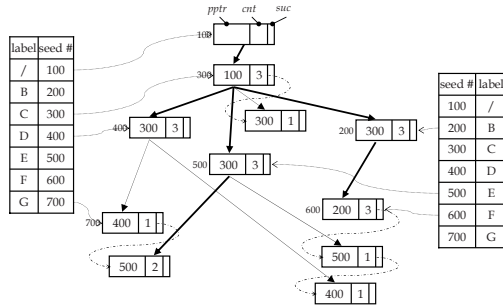 pptr cnt suc
100
label seed #
/ 100
B 200
C 300
D 400
E 500
F 600
G 700
300
100 3
400
300 3
300 1
200
300 3
500
300 3
700
400 1
600
200 3
500 2
500 1
400 1
seed # label
100 /
200 B
300 C
400 D
500 E
600 F
700 G